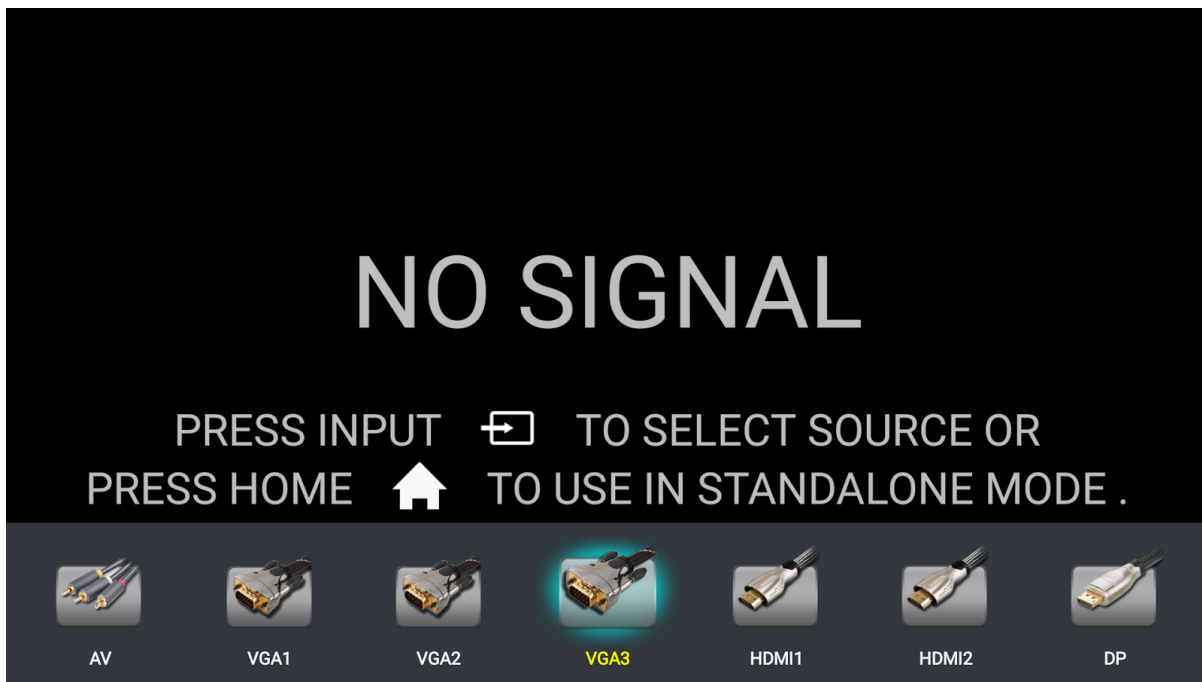 NO SIGNAL
PRESS INPUT TO SELECT SOURCE OR
PRESS HOME TO USE IN STANDALONE MODE .
AV VGA1 VGA2 VGA3 HDMI1 HDMI2 DP